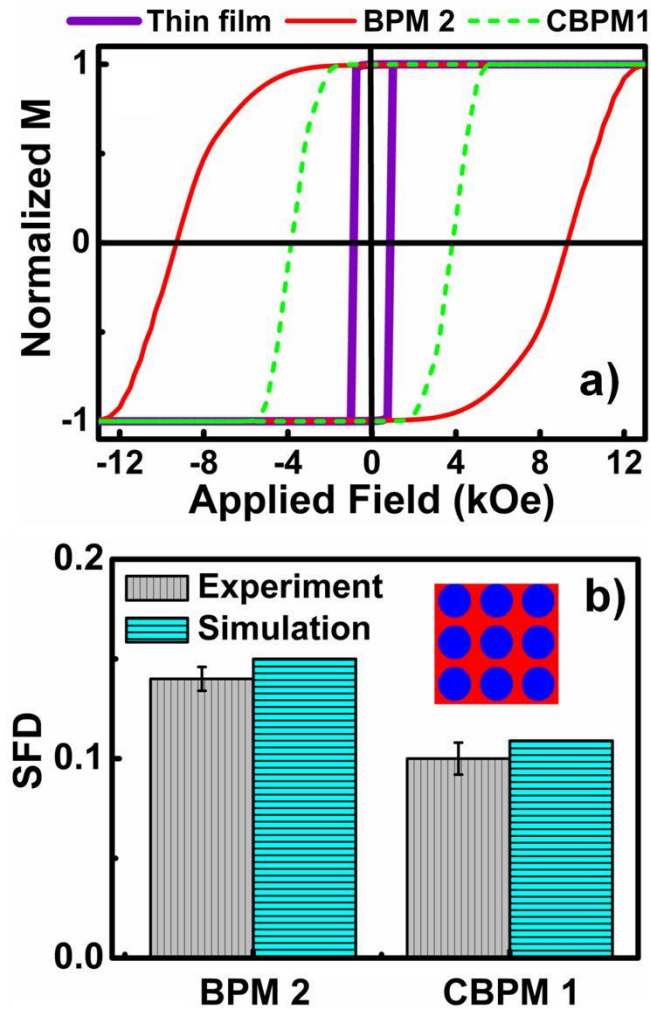 Thin film BPM 2 CBPM1
1
0
-1
Normalized M
a)
-12 -8 -4 0 4 8 12
Applied Field (kOe)
0.2
0.1
0.0
SFD
Experiment
Simulation
b)
BPM 2 CBPM 1